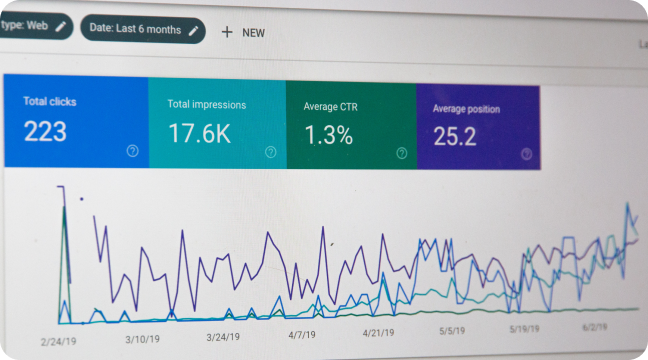 type: Web
Date: Last 6 months
+ NEW
La
Total clicks
223
Total impressions
17.6K
Average CTR
1.3%
Average position
25.2
2/24/19
3/10/19
3/24/19
4/7/19
4/21/19
5/5/19
5/19/19
6/2/19